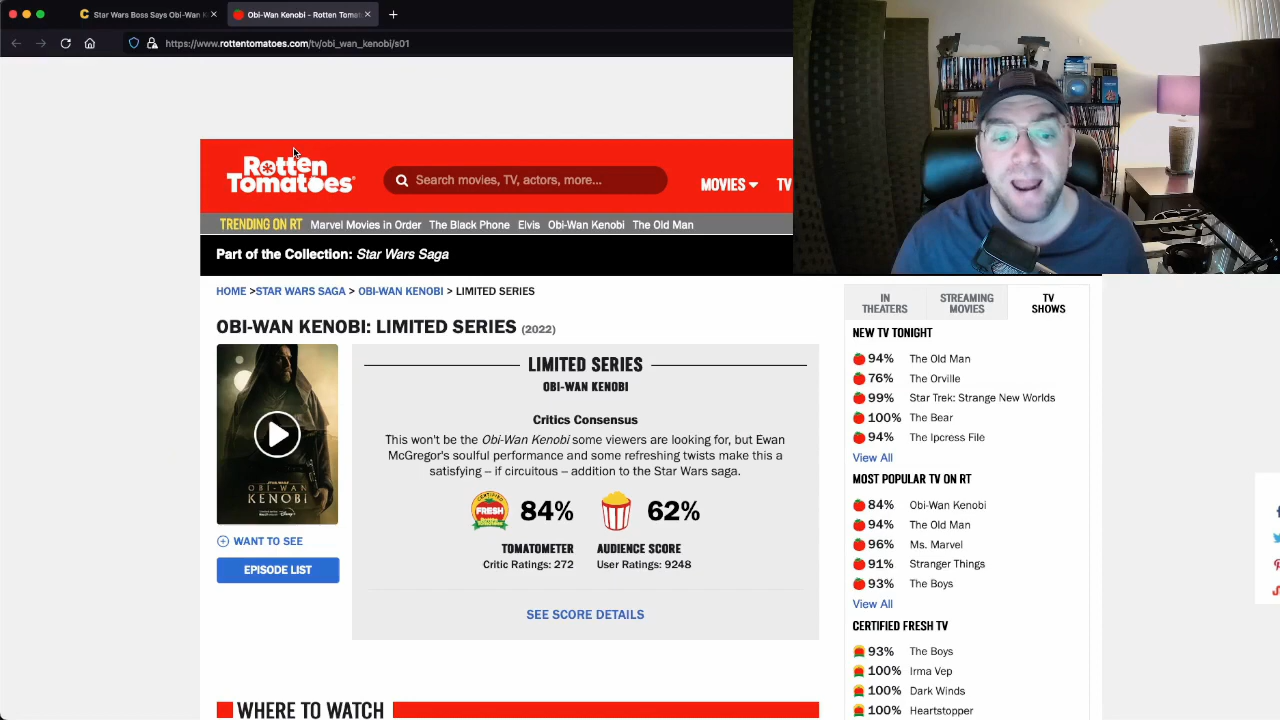 Star Wars Boss Says Obi-Wan K
Obi-Wan Kenobi - Rotten Tomat
https://www.rottentomatoes.com/tv/obi_wan_kenobi/s01
Rotten
Tomatoes
Search movies, TV, actors, more...
MOVIES
TV
TRENDING ON RT
Marvel Movies in Order
The Black Phone
Elvis
Obi-Wan Kenobi
The Old Man
Part of the Collection: Star Wars Saga
HOME >STAR WARS SAGA > OBI-WAN KENOBI > LIMITED SERIES
OBI-WAN KENOBI: LIMITED SERIES (2022)
STAR WARS
OBI-WAN
KENOBI
WANT TO SEE
EPISODE LIST
LIMITED SERIES
OBI-WAN KENOBI
Critics Consensus
This won't be the Obi-Wan Kenobi some viewers are looking for, but Ewan
McGregor's soulful performance and some refreshing twists make this a
satisfying – if circuitous – addition to the Star Wars saga.
CERTIFIED
FRESH
84%
62%
TOMATOMETER
Critic Ratings: 272
AUDIENCE SCORE
User Ratings: 9248
SEE SCORE DETAILS
WHERE TO WATCH
IN
THEATERS
STREAMING
MOVIES
TV
SHOWS
NEW TV TONIGHT
94% The Old Man
76% The Orville
99% Star Trek: Strange New Worlds
100% The Bear
94% The Ipcress File
View All
MOST POPULAR TV ON RT
84% Obi-Wan Kenobi
94% The Old Man
96% Ms. Marvel
91% Stranger Things
93% The Boys
View All
CERTIFIED FRESH TV
93% The Boys
100% Irma Vep
100% Dark Winds
100% Heartstopper